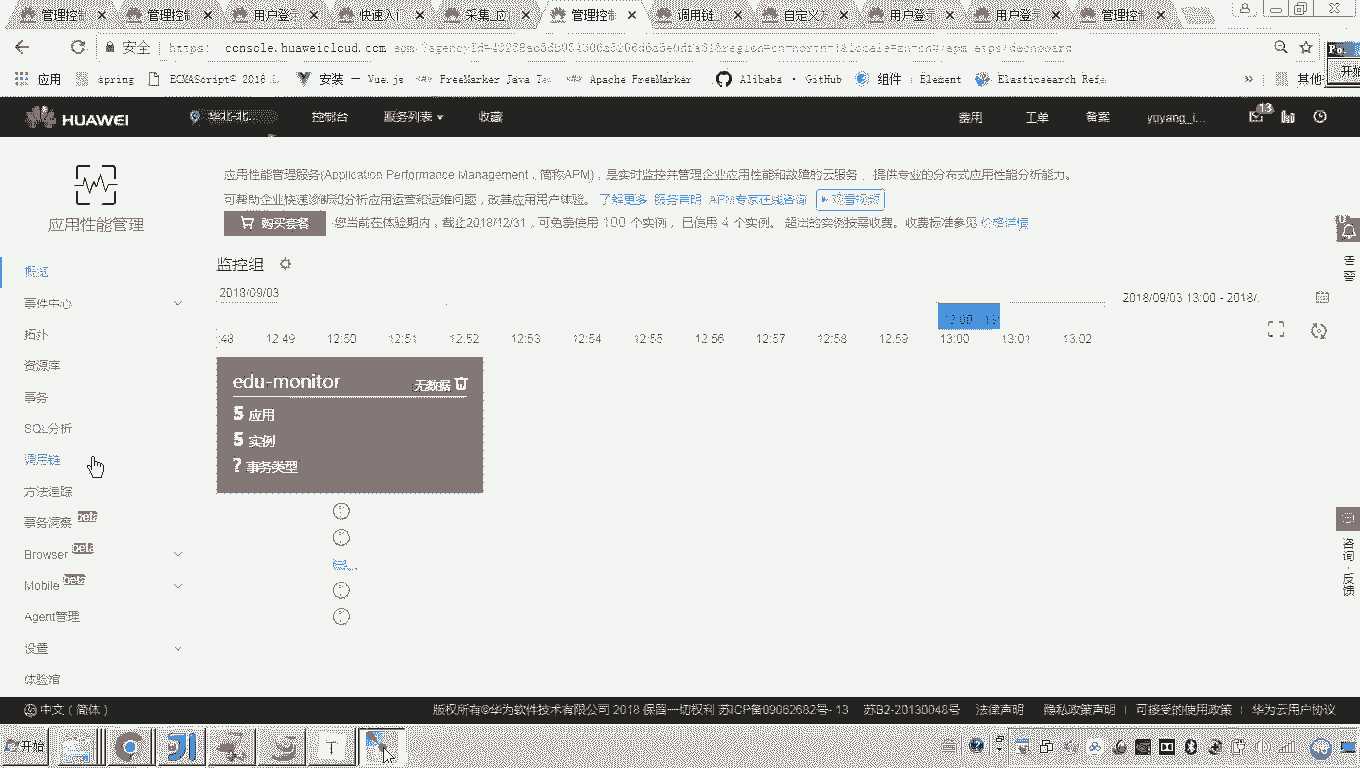 管理控制
管理控
用户登录
快速入门
采集_应
管理控制
调用链_
自定义
用户登
用户登录
管理控
安全 | https: console.huaweicloud.com
应用 spring ECMAScript® 2016 L 安装 — Vue.js FreeMarker Java Te Apache FreeMarker Alibaba · GitHub 组件 | Element Elasticsearch Refe » 其他
HUAWEI 华北-北 控制台 服务列表 收藏 费用 工单 备案 yuyang_i... 13
应用性能管理
应用性能管理服务(Application Performance Management，简称APM)，是实时监控并管理企业应用性能和故障的云服务， 提供专业的分布式应用性能分析能力。
可帮助企业快速诊断和分析应用运营和运维问题，改善应用用户体验。 了解更多 服务声明 APM专家在线咨询 观看视频
购买套餐 您当前在体验期内，截止2018/12/31，可免费使用 100 个实例， 已使用 4 个实例。 超出的实例按需收费。收费标准参见 价格详情
概览
事件中心
拓扑
资源库
事务
SQL分析
调用链
方法追踪
事务洞察 beta
Browser beta
Mobile beta
Agent管理
设置
体验馆
监控组
2018/09/03
2018/09/03 13:00 - 2018/.
:48 12:49 12:50 12:51 12:52 12:53 12:54 12:55 12:56 12:57 12:58 12:59 13:00 13:01 13:02
edu-monitor 无数据
5 应用
5 实例
? 事务类型
告警
咨询·反馈
中文（简体） 版权所有©华为软件技术有限公司 2018 保留一切权利 苏ICP备09062682号- 13 苏B2-20130048号 法律声明 隐私政策声明 | 可接受的使用政策 | 华为云用户协议
开始
T